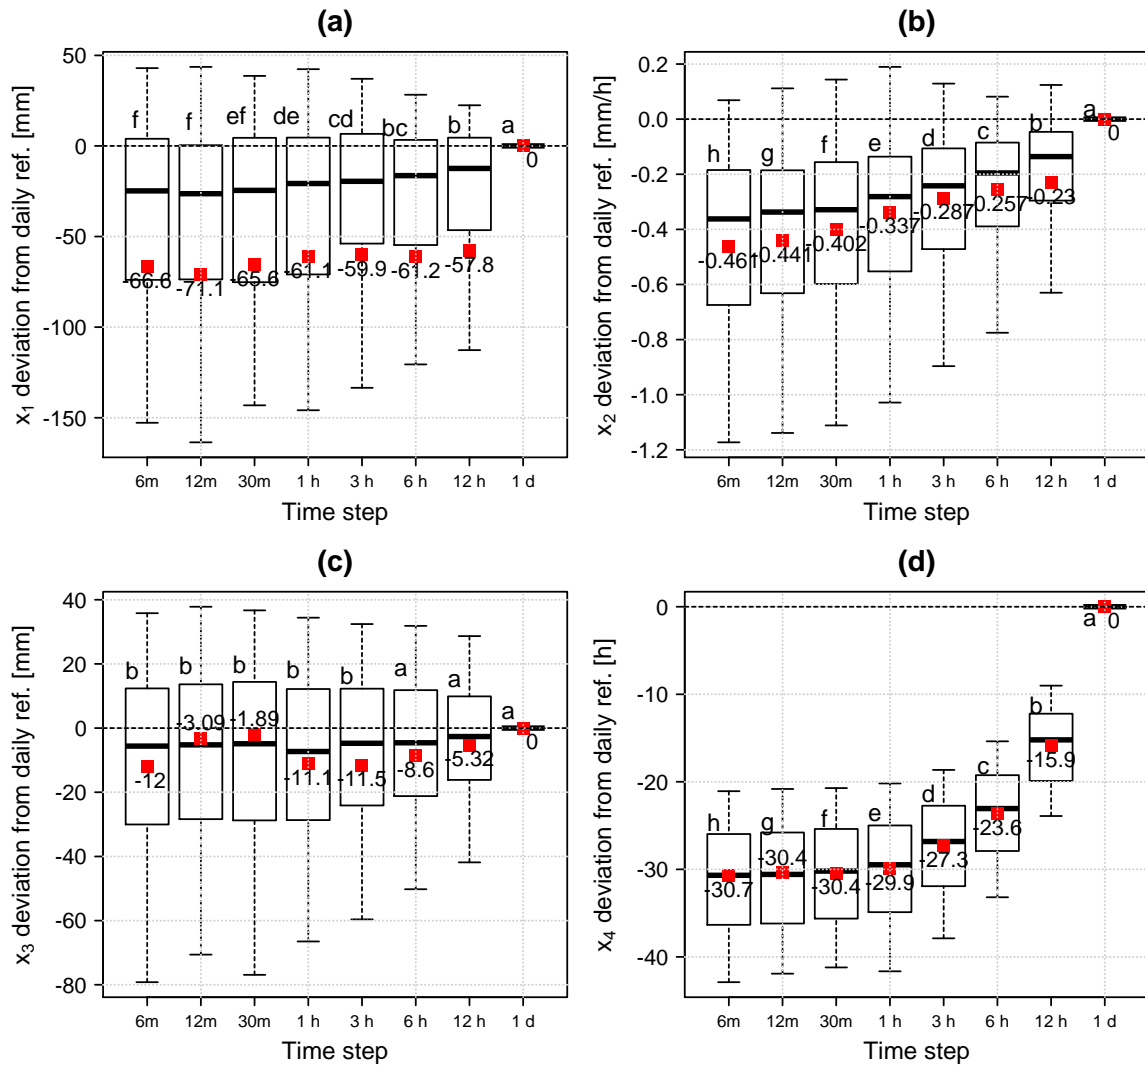 (a)
x1 deviation from daily ref. [mm]
50
0
-50
-100
-150
f
f
ef
de
cd
bc
b
a
-66.6
-71.1
-65.6
-61.1
-59.9
-61.2
-57.8
0
6m 12m 30m 1 h 3 h 6 h 12 h 1 d
Time step
(b)
x2 deviation from daily ref. [mm/h]
0.2
0.0
-0.2
-0.4
-0.6
-0.8
-1.0
-1.2
h
g
f
e
d
c
b
a
-0.461
-0.441
-0.402
-0.337
-0.287
-0.257
-0.23
0
6m 12m 30m 1 h 3 h 6 h 12 h 1 d
Time step
(c)
x3 deviation from daily ref. [mm]
40
20
0
-20
-40
-60
-80
b
b
b
b
b
a
a
a
-12
-3.09
-1.89
-11.1
-11.5
-8.6
-5.32
0
6m 12m 30m 1 h 3 h 6 h 12 h 1 d
Time step
(d)
x4 deviation from daily ref. [h]
0
-10
-20
-30
-40
h
g
f
e
d
c
b
a
-30.7
-30.4
-30.4
-29.9
-27.3
-23.6
-15.9
0
6m 12m 30m 1 h 3 h 6 h 12 h 1 d
Time step